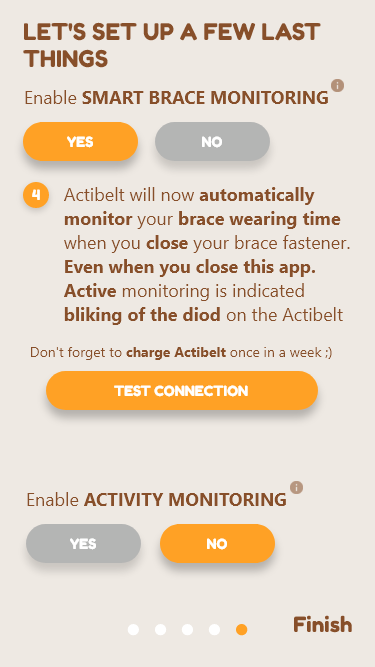 LET'S SET UP A FEW LAST
THINGS
Enable SMART BRACE MONITORING
i
YES NO
4
Actibelt will now automatically
monitor your brace wearing time
when you close your brace fastener.
Even when you close this app.
Active monitoring is indicated
bliking of the diod on the Actibelt
Don't forget to charge Actibelt once in a week ;)
TEST CONNECTION
Enable ACTIVITY MONITORING
i
YES NO
Finish